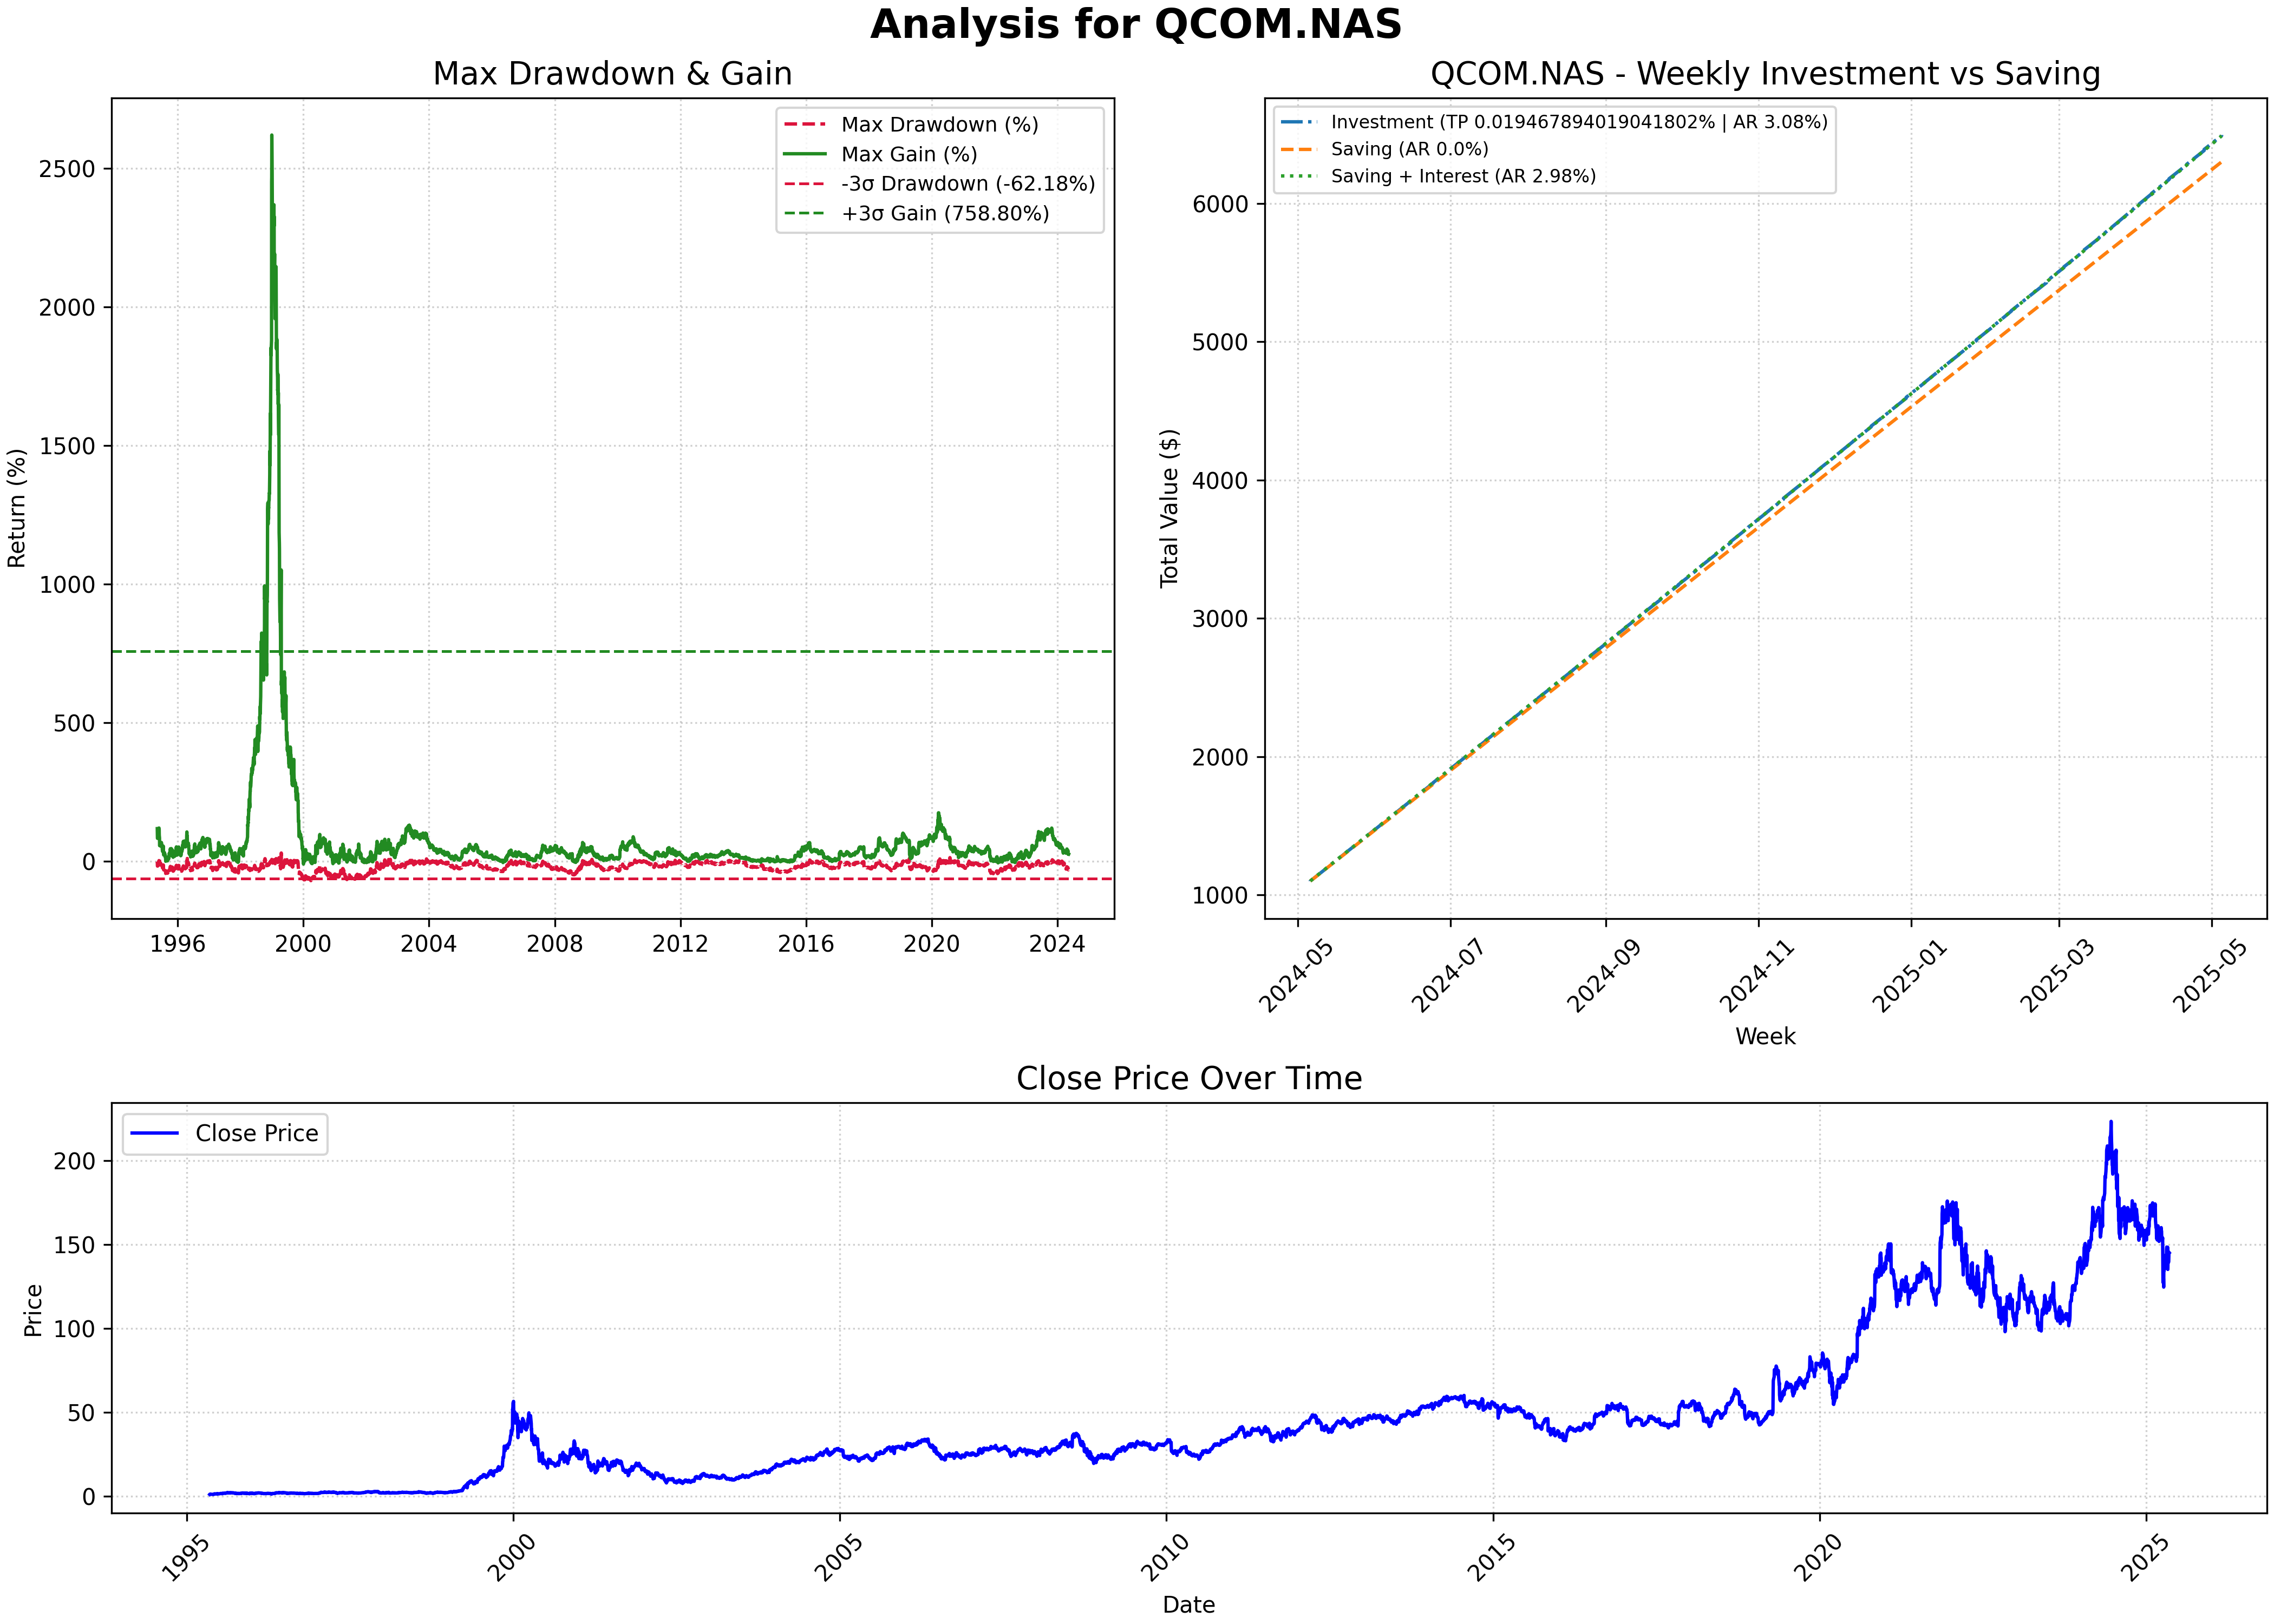 Analysis for QCOM.NAS
Max Drawdown & Gain
Return (%)
2500
2000
1500
1000
500
0
1996 2000 2004 2008 2012 2016 2020 2024
Max Drawdown (%)
Max Gain (%)
-3σ Drawdown (-62.18%)
+3σ Gain (758.80%)
QCOM.NAS - Weekly Investment vs Saving
Total Value ($)
6000
5000
4000
3000
2000
1000
Investment (TP 0.019467894019041802% | AR 3.08%)
Saving (AR 0.0%)
Saving + Interest (AR 2.98%)
2024-05 2024-07 2024-09 2024-11 2025-01 2025-03 2025-05
Week
Close Price Over Time
Close Price
Price
200
150
100
50
0
1995 2000 2005 2010 2015 2020 2025
Date